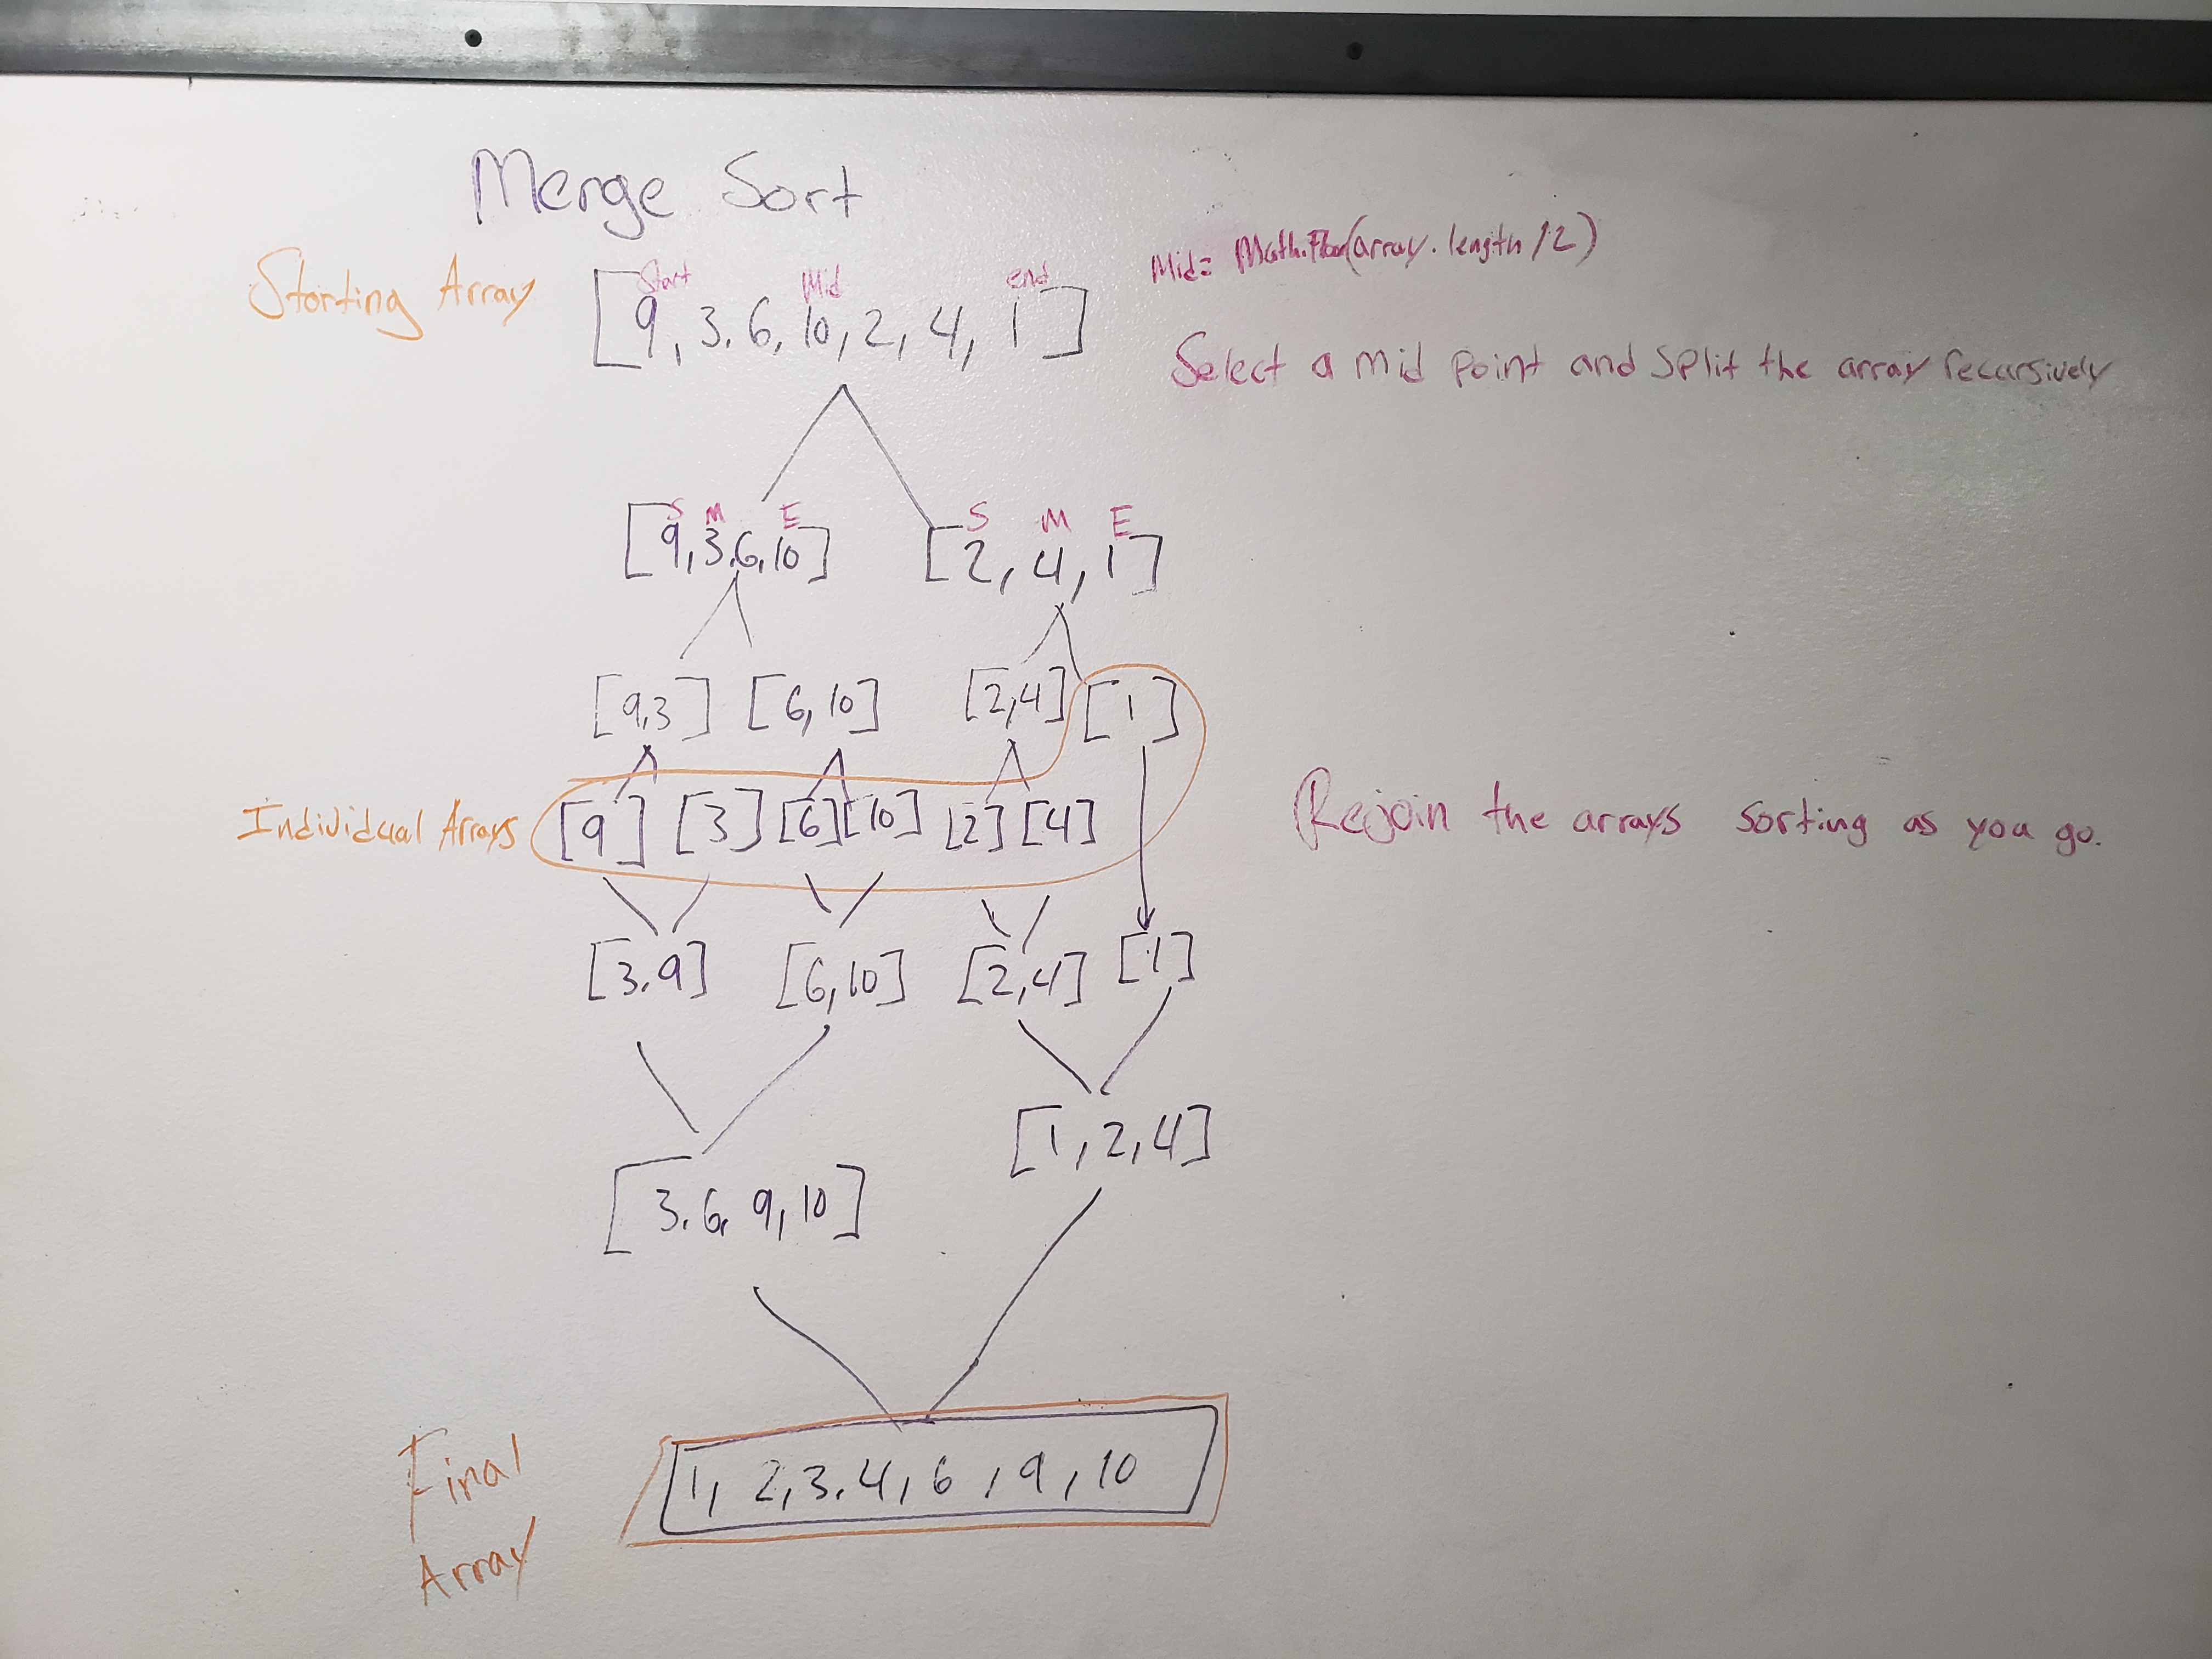 Merge Sort
Starting Array
Start Mid end
[9, 3, 6, 10, 2, 4, 1]
Mid= Math.Floor(array.length/2)
Select a mid point and split the array recursively
S M E
[9, 3, 6, 10]
S M E
[2, 4, 1]
[9,3] [6,10] [2,4] [1]
Individual Arrays
[9] [3] [6] [10] [2] [4]
Rejoin the arrays sorting as you go.
[3,9] [6,10] [2,4] [1]
[1, 2, 4]
[3, 6, 9, 10]
Final
Array
1, 2, 3, 4, 6, 9, 10